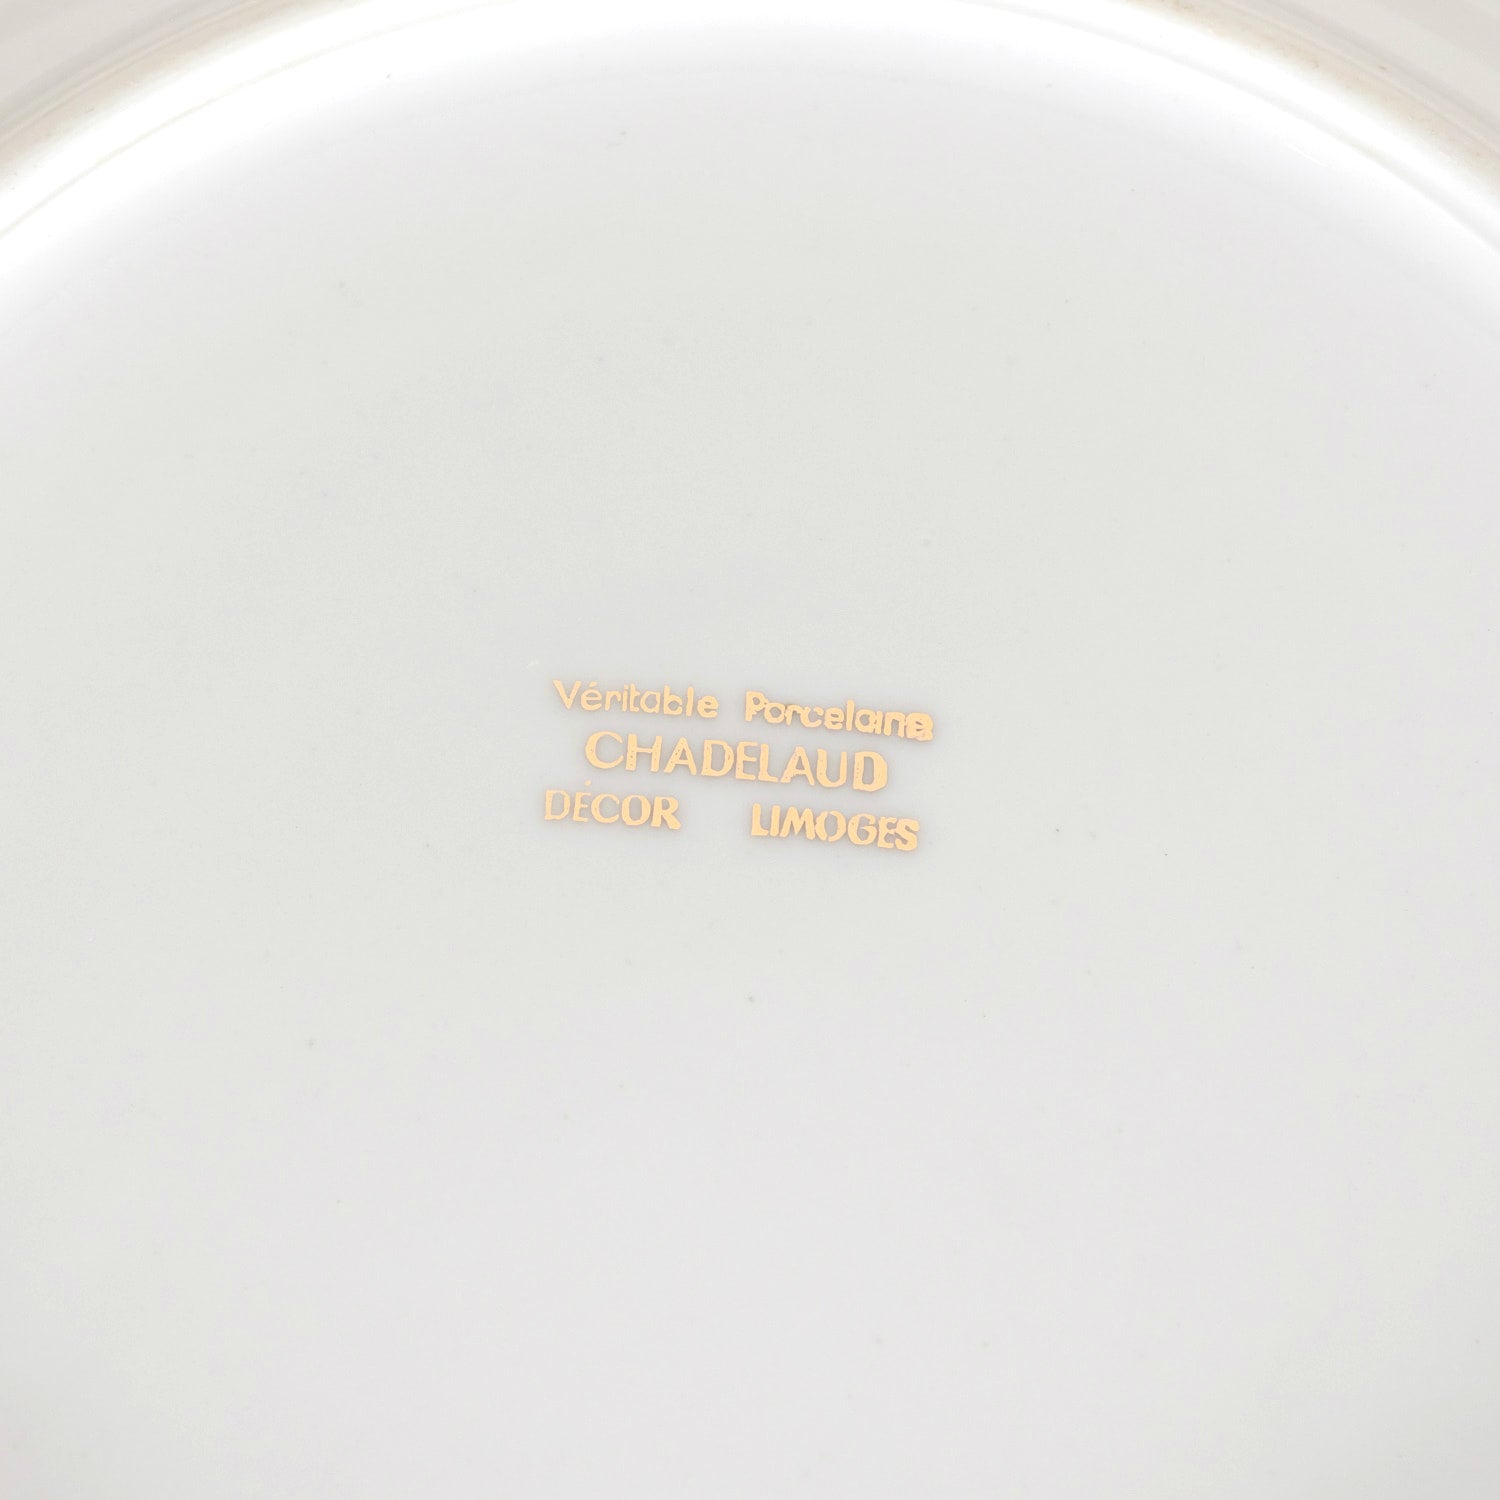 Véritable Porcelaine
CHADELAUD
DÉCOR LIMOGES